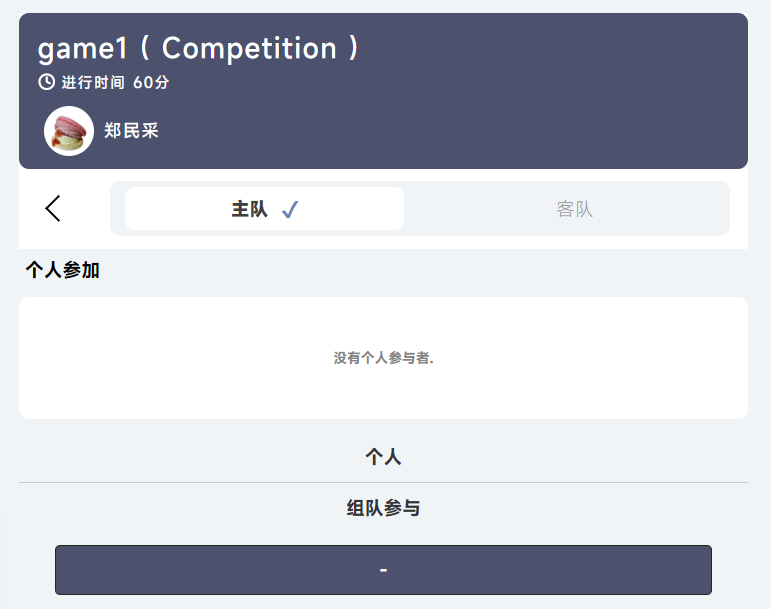 game1 ( Competition )
进行时间 60分
郑民采
主队
客队
个人参加
没有个人参与者.
个人
组队参与
-